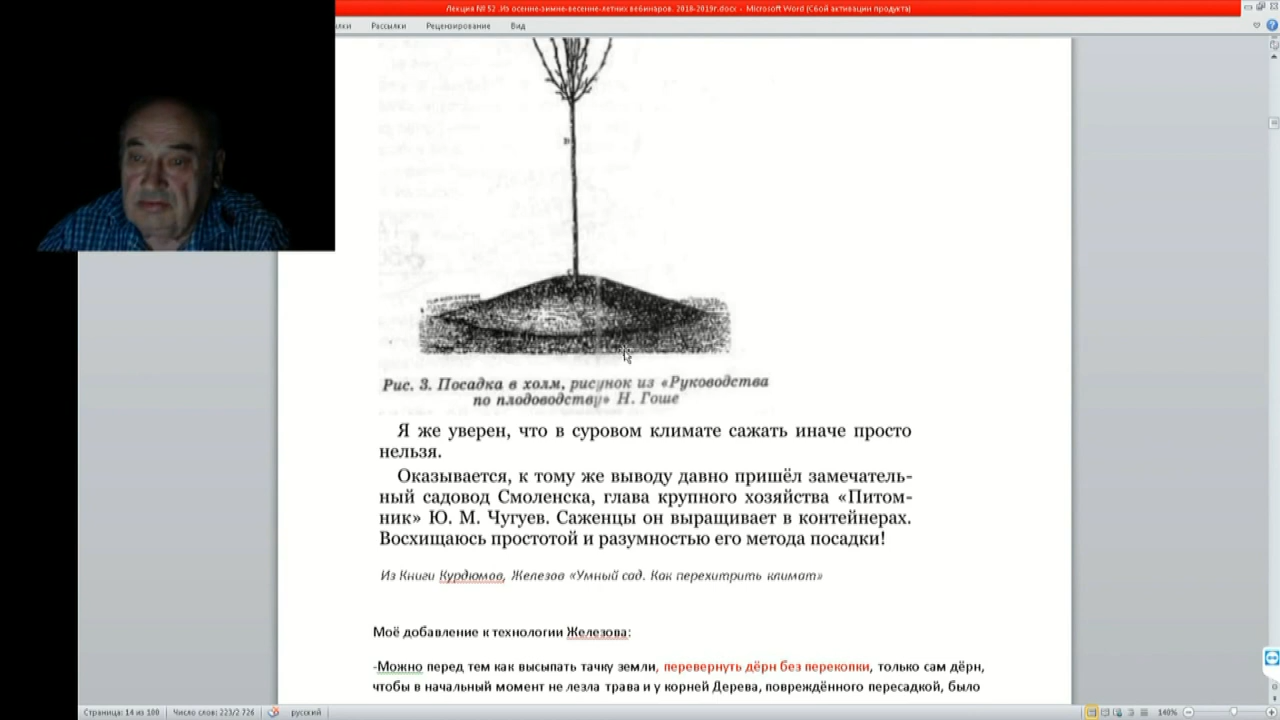 Лекция № 52 .Из осенне-зимне-весенне-летних вебинаров. 2018-2019г.docx - Microsoft Word (Сбой активации продукта)
лки Рассылки Рецензирование Вид
Рис. 3. Посадка в холм, рисунок из «Руководства
по плодоводству» Н. Гоше
Я же уверен, что в суровом климате сажать иначе просто
нельзя.
Оказывается, к тому же выводу давно пришёл замечатель-
ный садовод Смоленска, глава крупного хозяйства «Питом-
ник» Ю. М. Чугуев. Саженцы он выращивает в контейнерах.
Восхищаюсь простотой и разумностью его метода посадки!
Из Книги Курдюмов, Железов «Умный сад. Как перехитрить климат»
Моё добавление к технологии Железова:
-Можно перед тем как высыпать тачку земли, перевернуть дёрн без перекопки, только сам дёрн,
чтобы в начальный момент не лезла трава и у корней Дерева, повреждённого пересадкой, было
Страница: 14 из 100 Число слов: 223/2 726 русский 140%